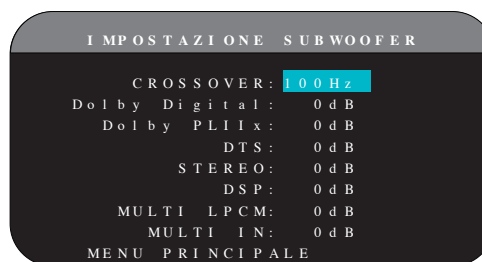 IMPOSTAZIONE SUBWOOFER
CROSSOVER: 100Hz
Dolby Digital: 0dB
Dolby PLIIx: 0dB
DTS: 0dB
STEREO: 0dB
DSP: 0dB
MULTI LPCM: 0dB
MULTI IN: 0dB
MENU PRINCIPALE